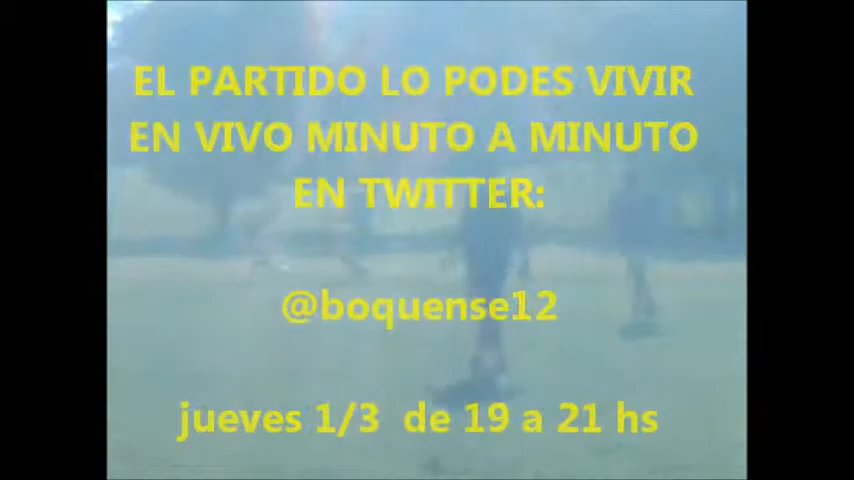 EL PARTIDO LO PODES VIVIR
EN VIVO MINUTO A MINUTO
EN TWITTER:
@boquense12
jueves 1/3 de 19 a 21 hs